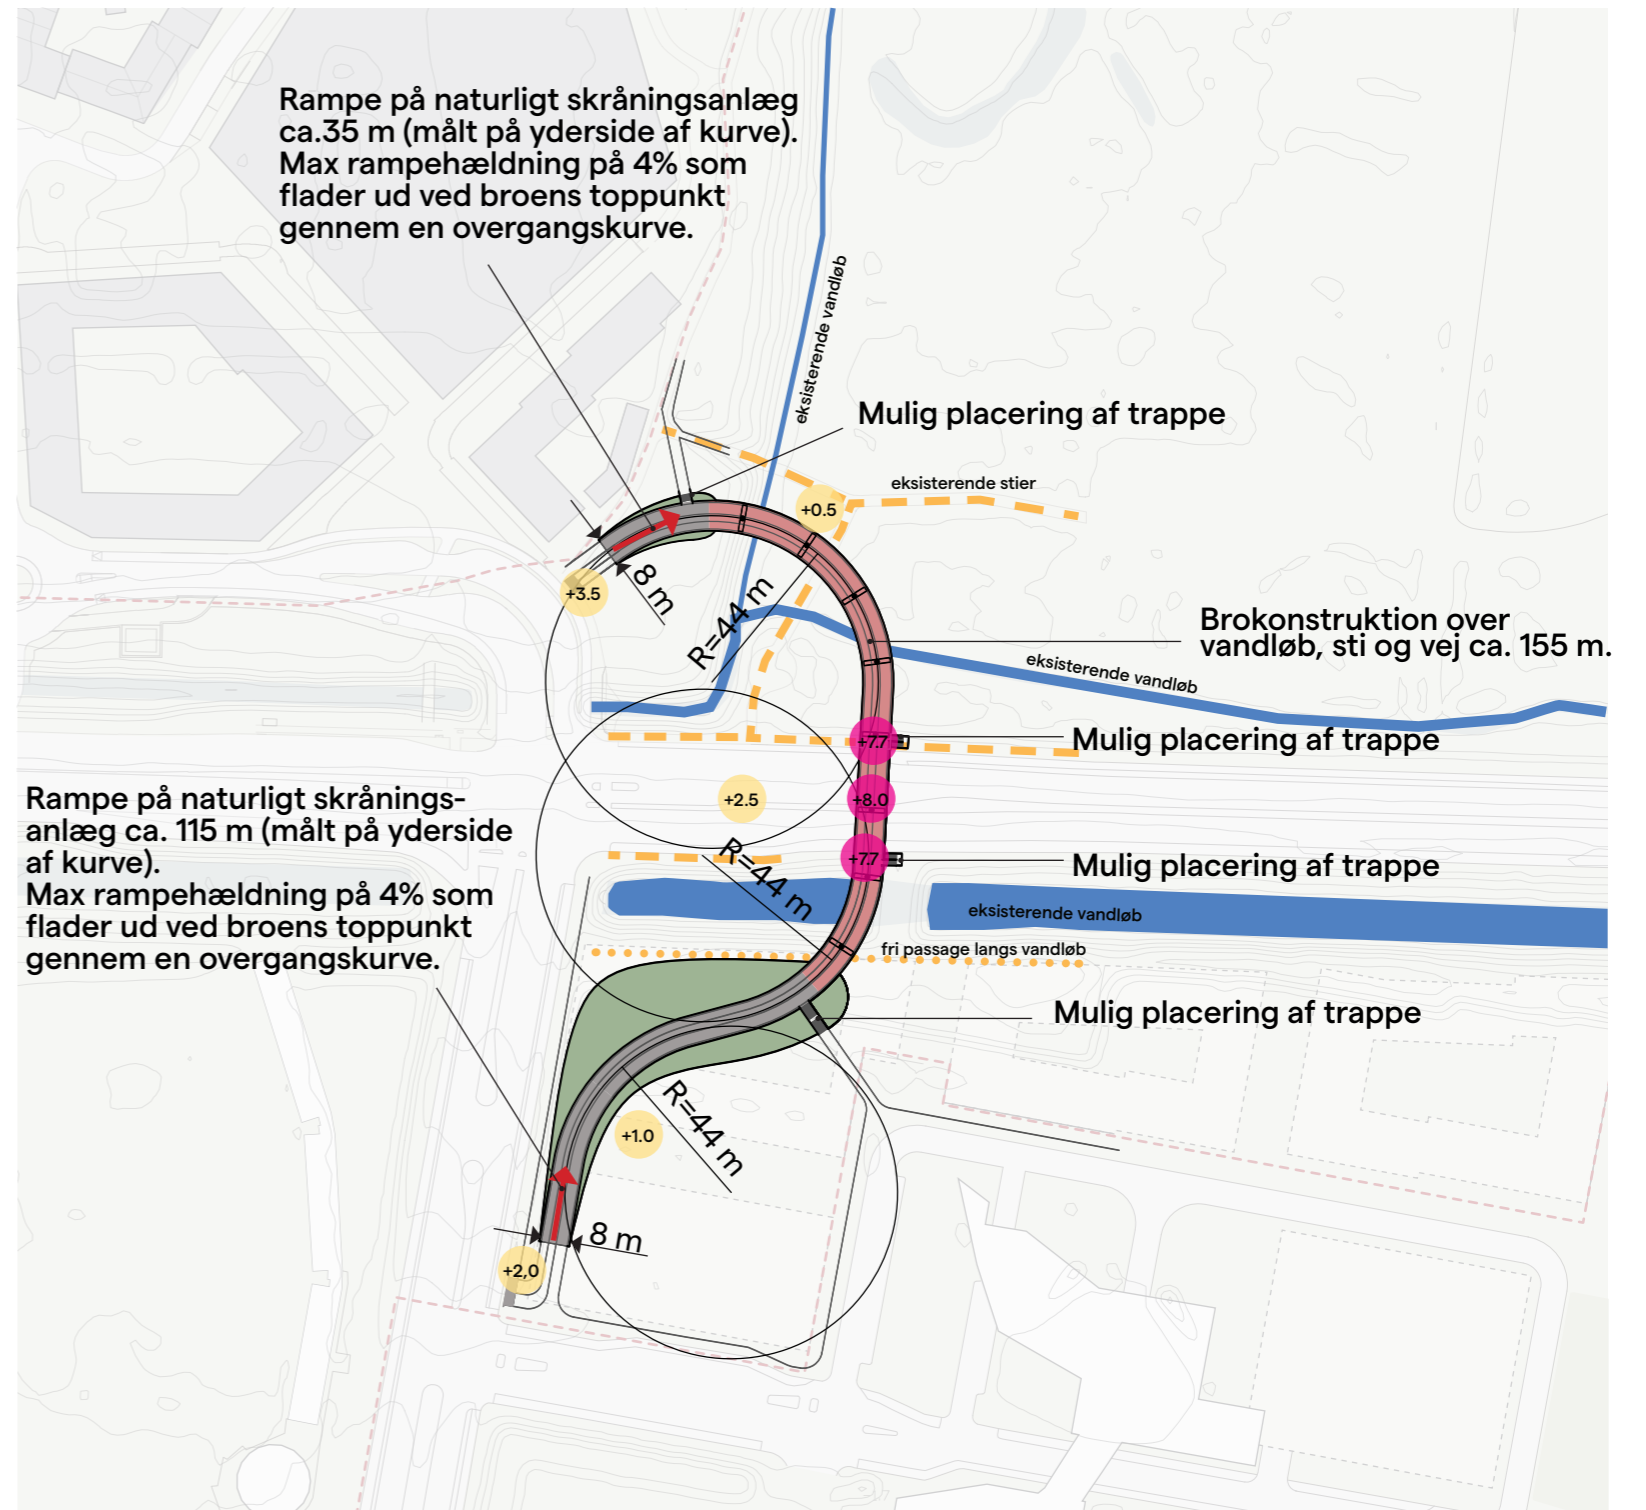 Rampe på naturligt skråningsanlæg
ca.35 m (målt på yderside af kurve).
Max rampehældning på 4% som
flader ud ved broens toppunkt
gennem en overgangskurve.
eksisterende vandløb
Mulig placering af trappe
eksisterende stier
+0.5
+3.5
8 m
R=44 m
Brokonstruktion over
vandløb, sti og vej ca. 155 m.
eksisterende vandløb
+7.7
Mulig placering af trappe
+2.5
+8.0
Rampe på naturligt skrånings-
anlæg ca. 115 m (målt på yderside
af kurve).
Max rampehældning på 4% som
flader ud ved broens toppunkt
gennem en overgangskurve.
+7.7
Mulig placering af trappe
R=44 m
eksisterende vandløb
fri passage langs vandløb
Mulig placering af trappe
R=44 m
+1.0
8 m
+2,0